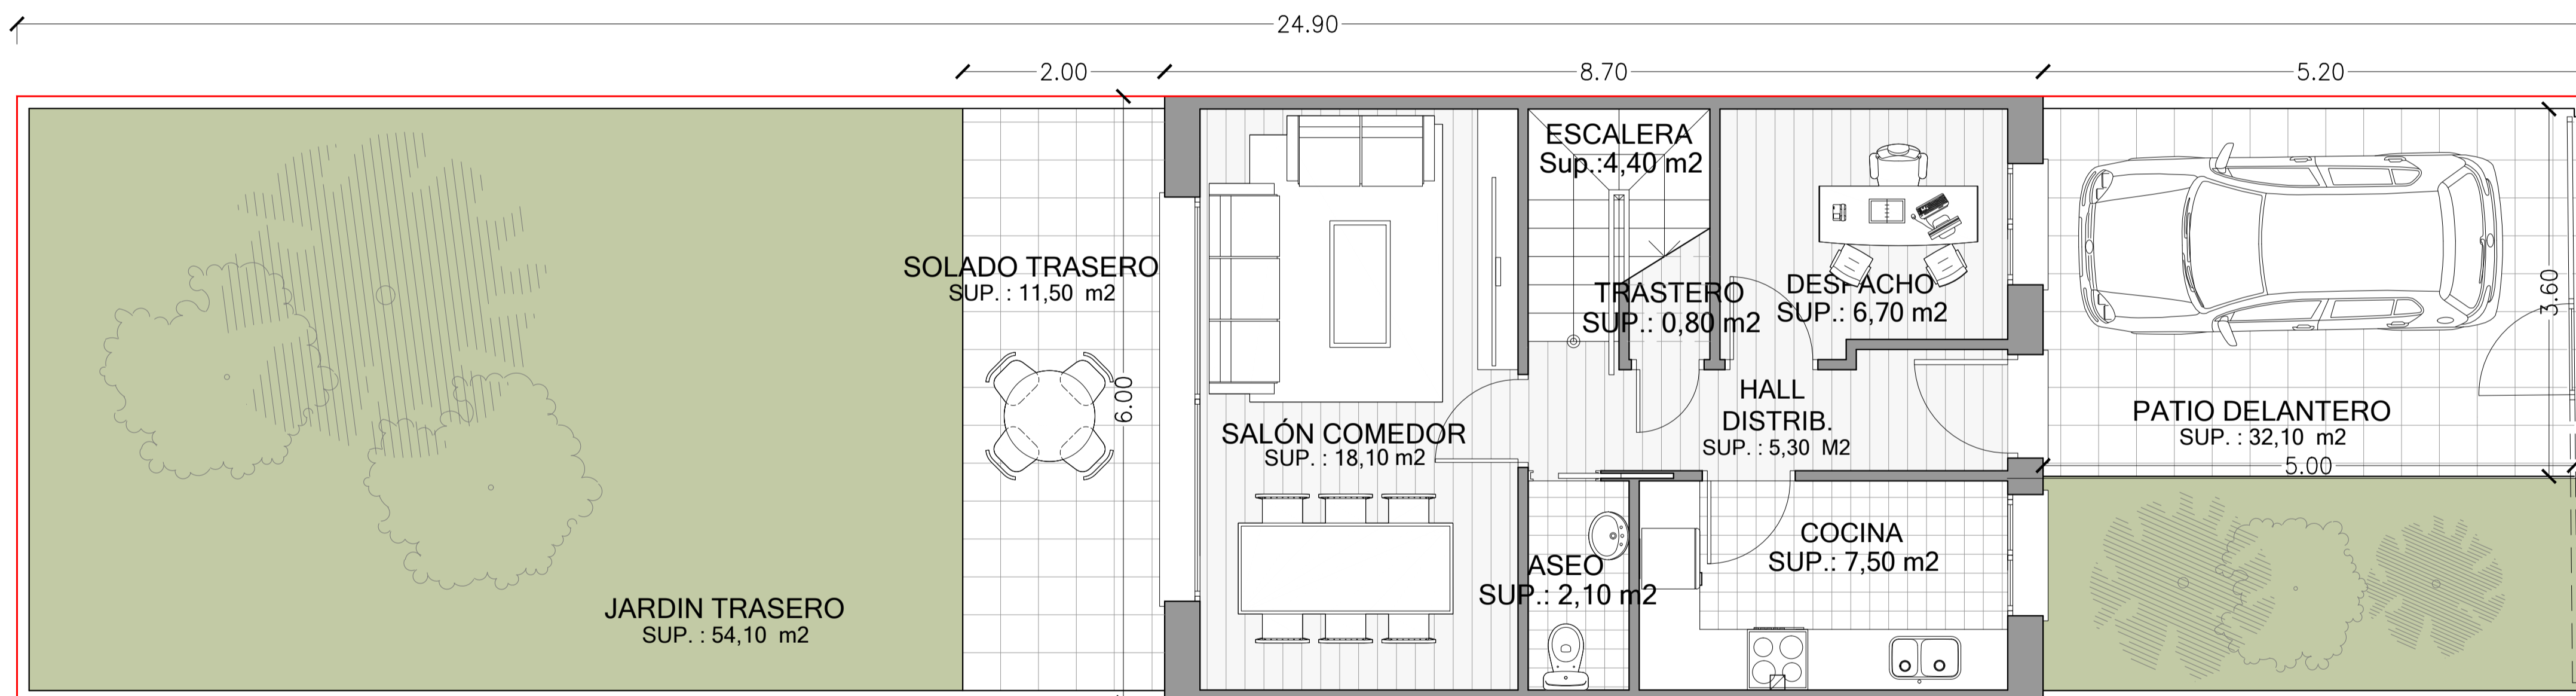 24.90
2.00
8.70
5.20
ESCALERA
Sup.:4,40 m2
SOLADO TRASERO
SUP. : 11,50 m2
TRASTERO
SUP.: 0,80 m2
DESPACHO
SUP.: 6,70 m2
3.60
6.00
HALL
DISTRIB.
SUP. : 5,30 M2
SALÓN COMEDOR
SUP. : 18,10 m2
PATIO DELANTERO
SUP. : 32,10 m2
5.00
COCINA
SUP.: 7,50 m2
ASEO
SUP.: 2,10 m2
JARDIN TRASERO
SUP. : 54,10 m2